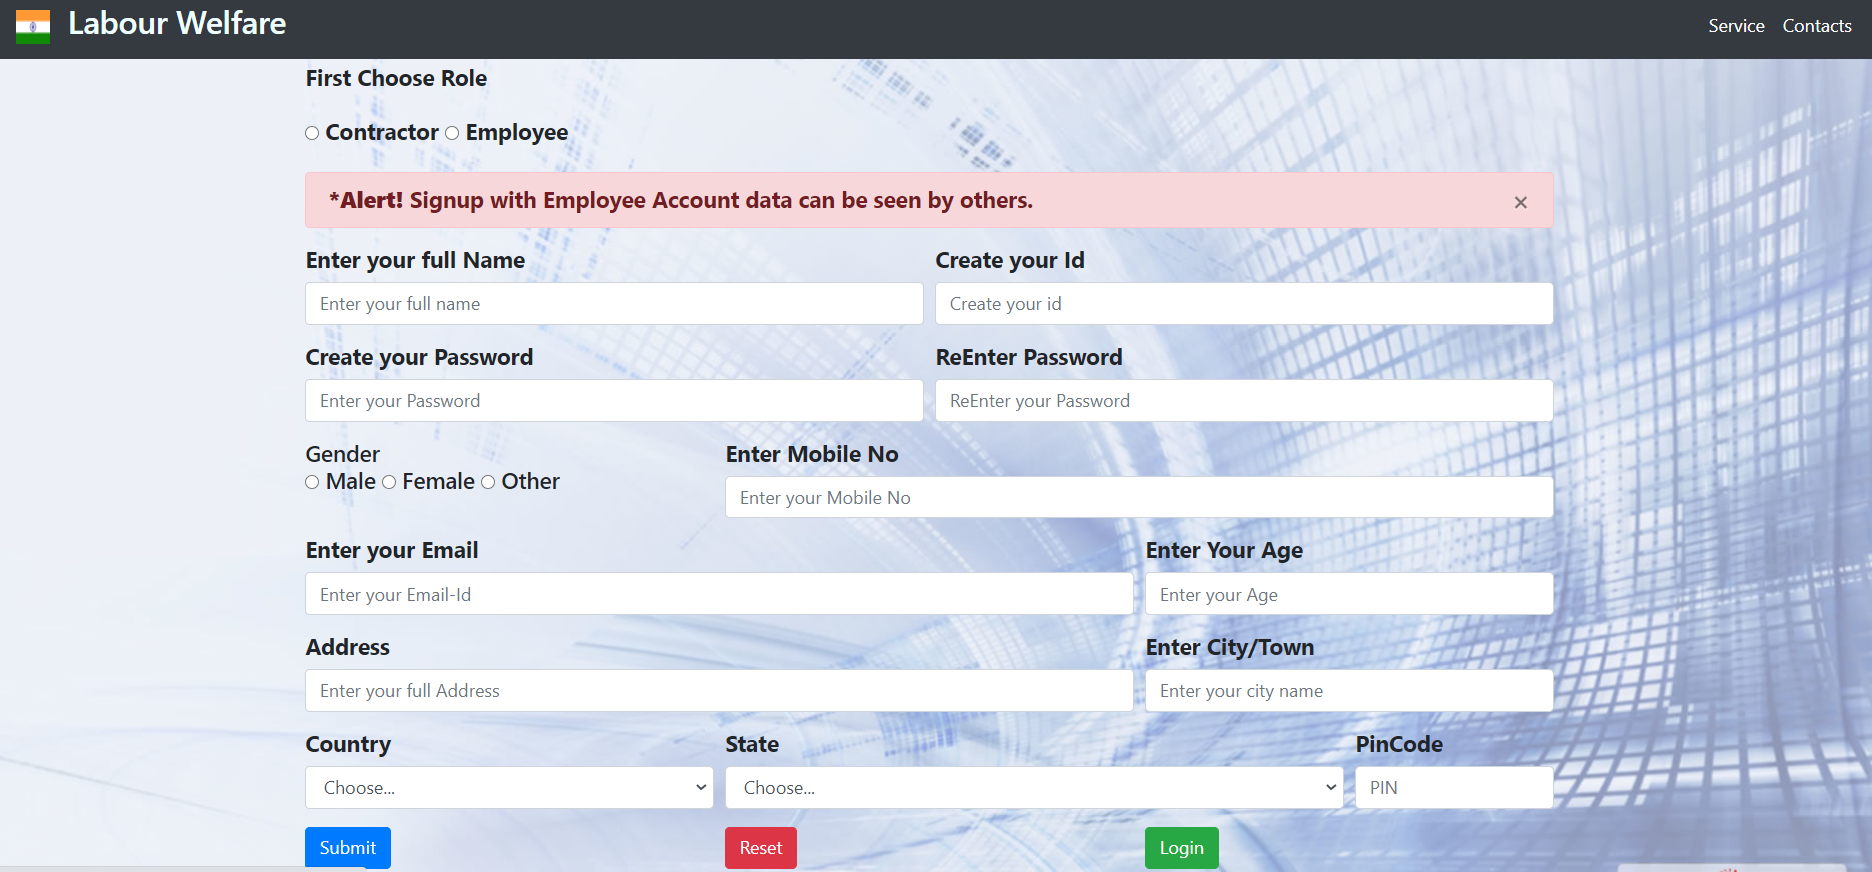 Labour Welfare
Service Contacts
First Choose Role
Contractor Employee
*Alert! Signup with Employee Account data can be seen by others. ×
Enter your full Name Create your Id
Enter your full name Create your id
Create your Password ReEnter Password
Enter your Password ReEnter your Password
Gender Enter Mobile No
Male Female Other
Enter your Mobile No
Enter your Email Enter Your Age
Enter your Email-Id Enter your Age
Address Enter City/Town
Enter your full Address Enter your city name
Country State PinCode
Choose... Choose... PIN
Submit Reset Login